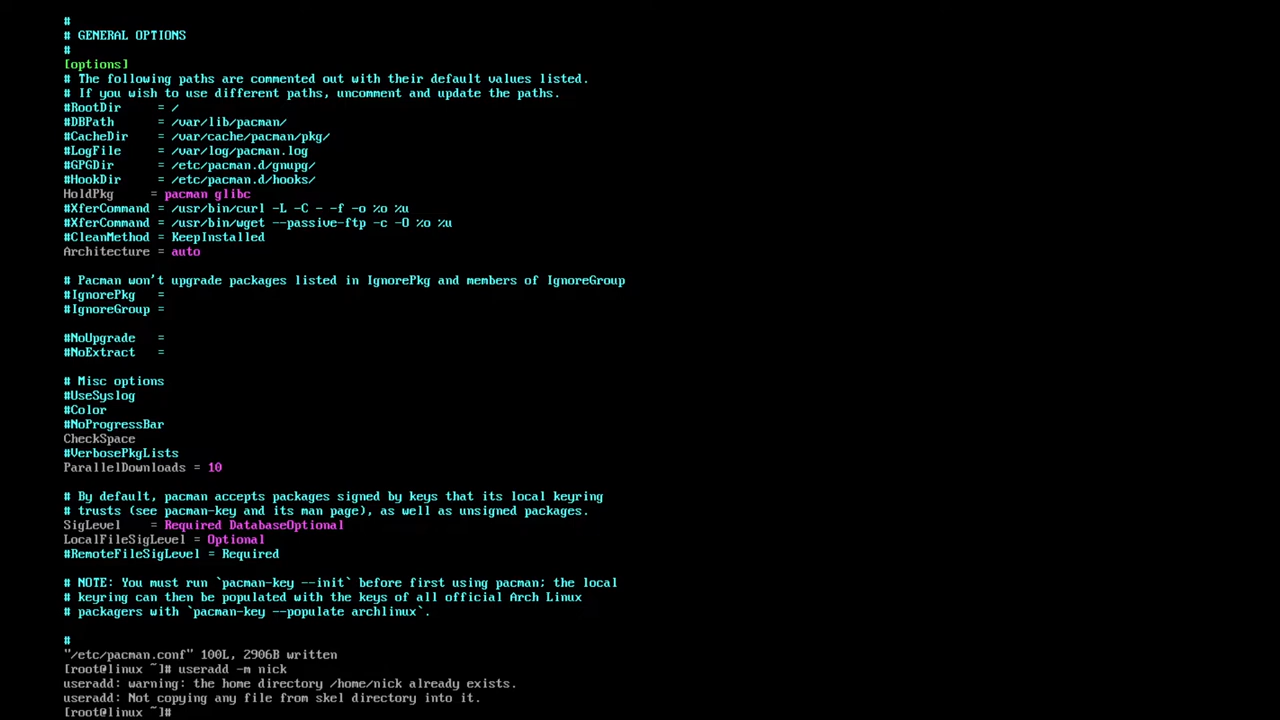 #
# GENERAL OPTIONS
#
[options]
# The following paths are commented out with their default values listed.
# If you wish to use different paths, uncomment and update the paths.
#RootDir     = /
#DBPath      = /var/lib/pacman/
#CacheDir    = /var/cache/pacman/pkg/
#LogFile     = /var/log/pacman.log
#GPGDir      = /etc/pacman.d/gnupg/
#HookDir     = /etc/pacman.d/hooks/
HoldPkg     = pacman glibc
#XferCommand = /usr/bin/curl -L -C - -f -o %o %u
#XferCommand = /usr/bin/wget --passive-ftp -c -O %o %u
#CleanMethod = KeepInstalled
Architecture = auto
# Pacman won't upgrade packages listed in IgnorePkg and members of IgnoreGroup
#IgnorePkg   =
#IgnoreGroup =
#NoUpgrade   =
#NoExtract   =
# Misc options
#UseSyslog
#Color
#NoProgressBar
CheckSpace
#VerbosePkgLists
ParallelDownloads = 10
# By default, pacman accepts packages signed by keys that its local keyring
# trusts (see pacman-key and its man page), as well as unsigned packages.
SigLevel    = Required DatabaseOptional
LocalFileSigLevel = Optional
#RemoteFileSigLevel = Required
# NOTE: You must run `pacman-key --init` before first using pacman; the local
# keyring can then be populated with the keys of all official Arch Linux
# packagers with `pacman-key --populate archlinux`.
#
"/etc/pacman.conf" 100L, 2906B written
[root@linux ~]# useradd -m nick
useradd: warning: the home directory /home/nick already exists.
useradd: Not copying any file from skel directory into it.
[root@linux ~]#